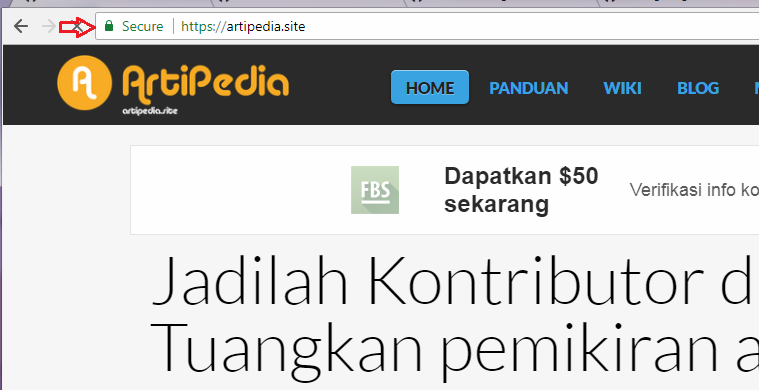 Secure https://artipedia.site
A ArtiPedia
artipedia.site
HOME PANDUAN WIKI BLOG
FBS
Dapatkan $50
sekarang
Verifikasi info
Jadilah Kontributor
Tuangkan pemikiran